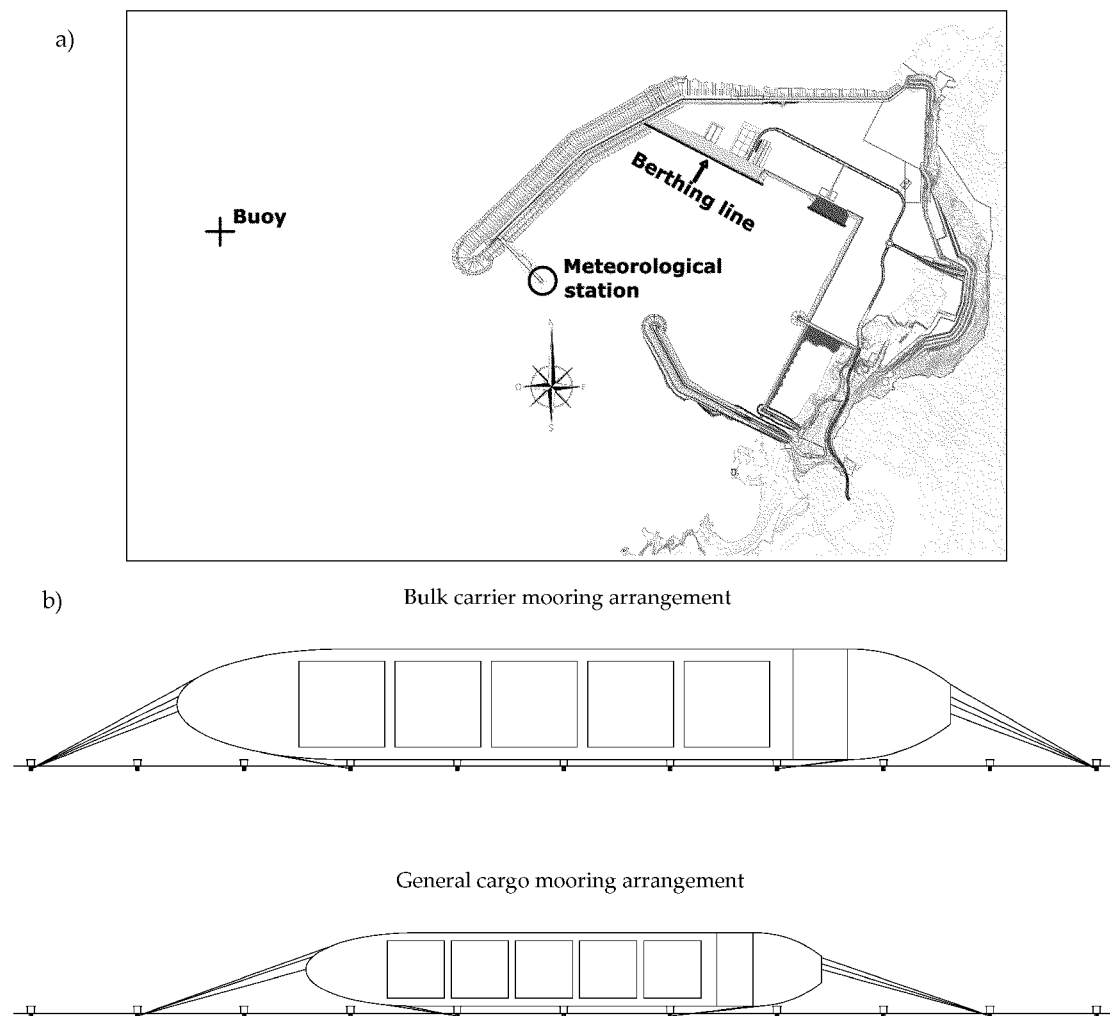 a)
Buoy
Berthing line
Meteorological
station
S
b)
Bulk carrier mooring arrangement
General cargo mooring arrangement